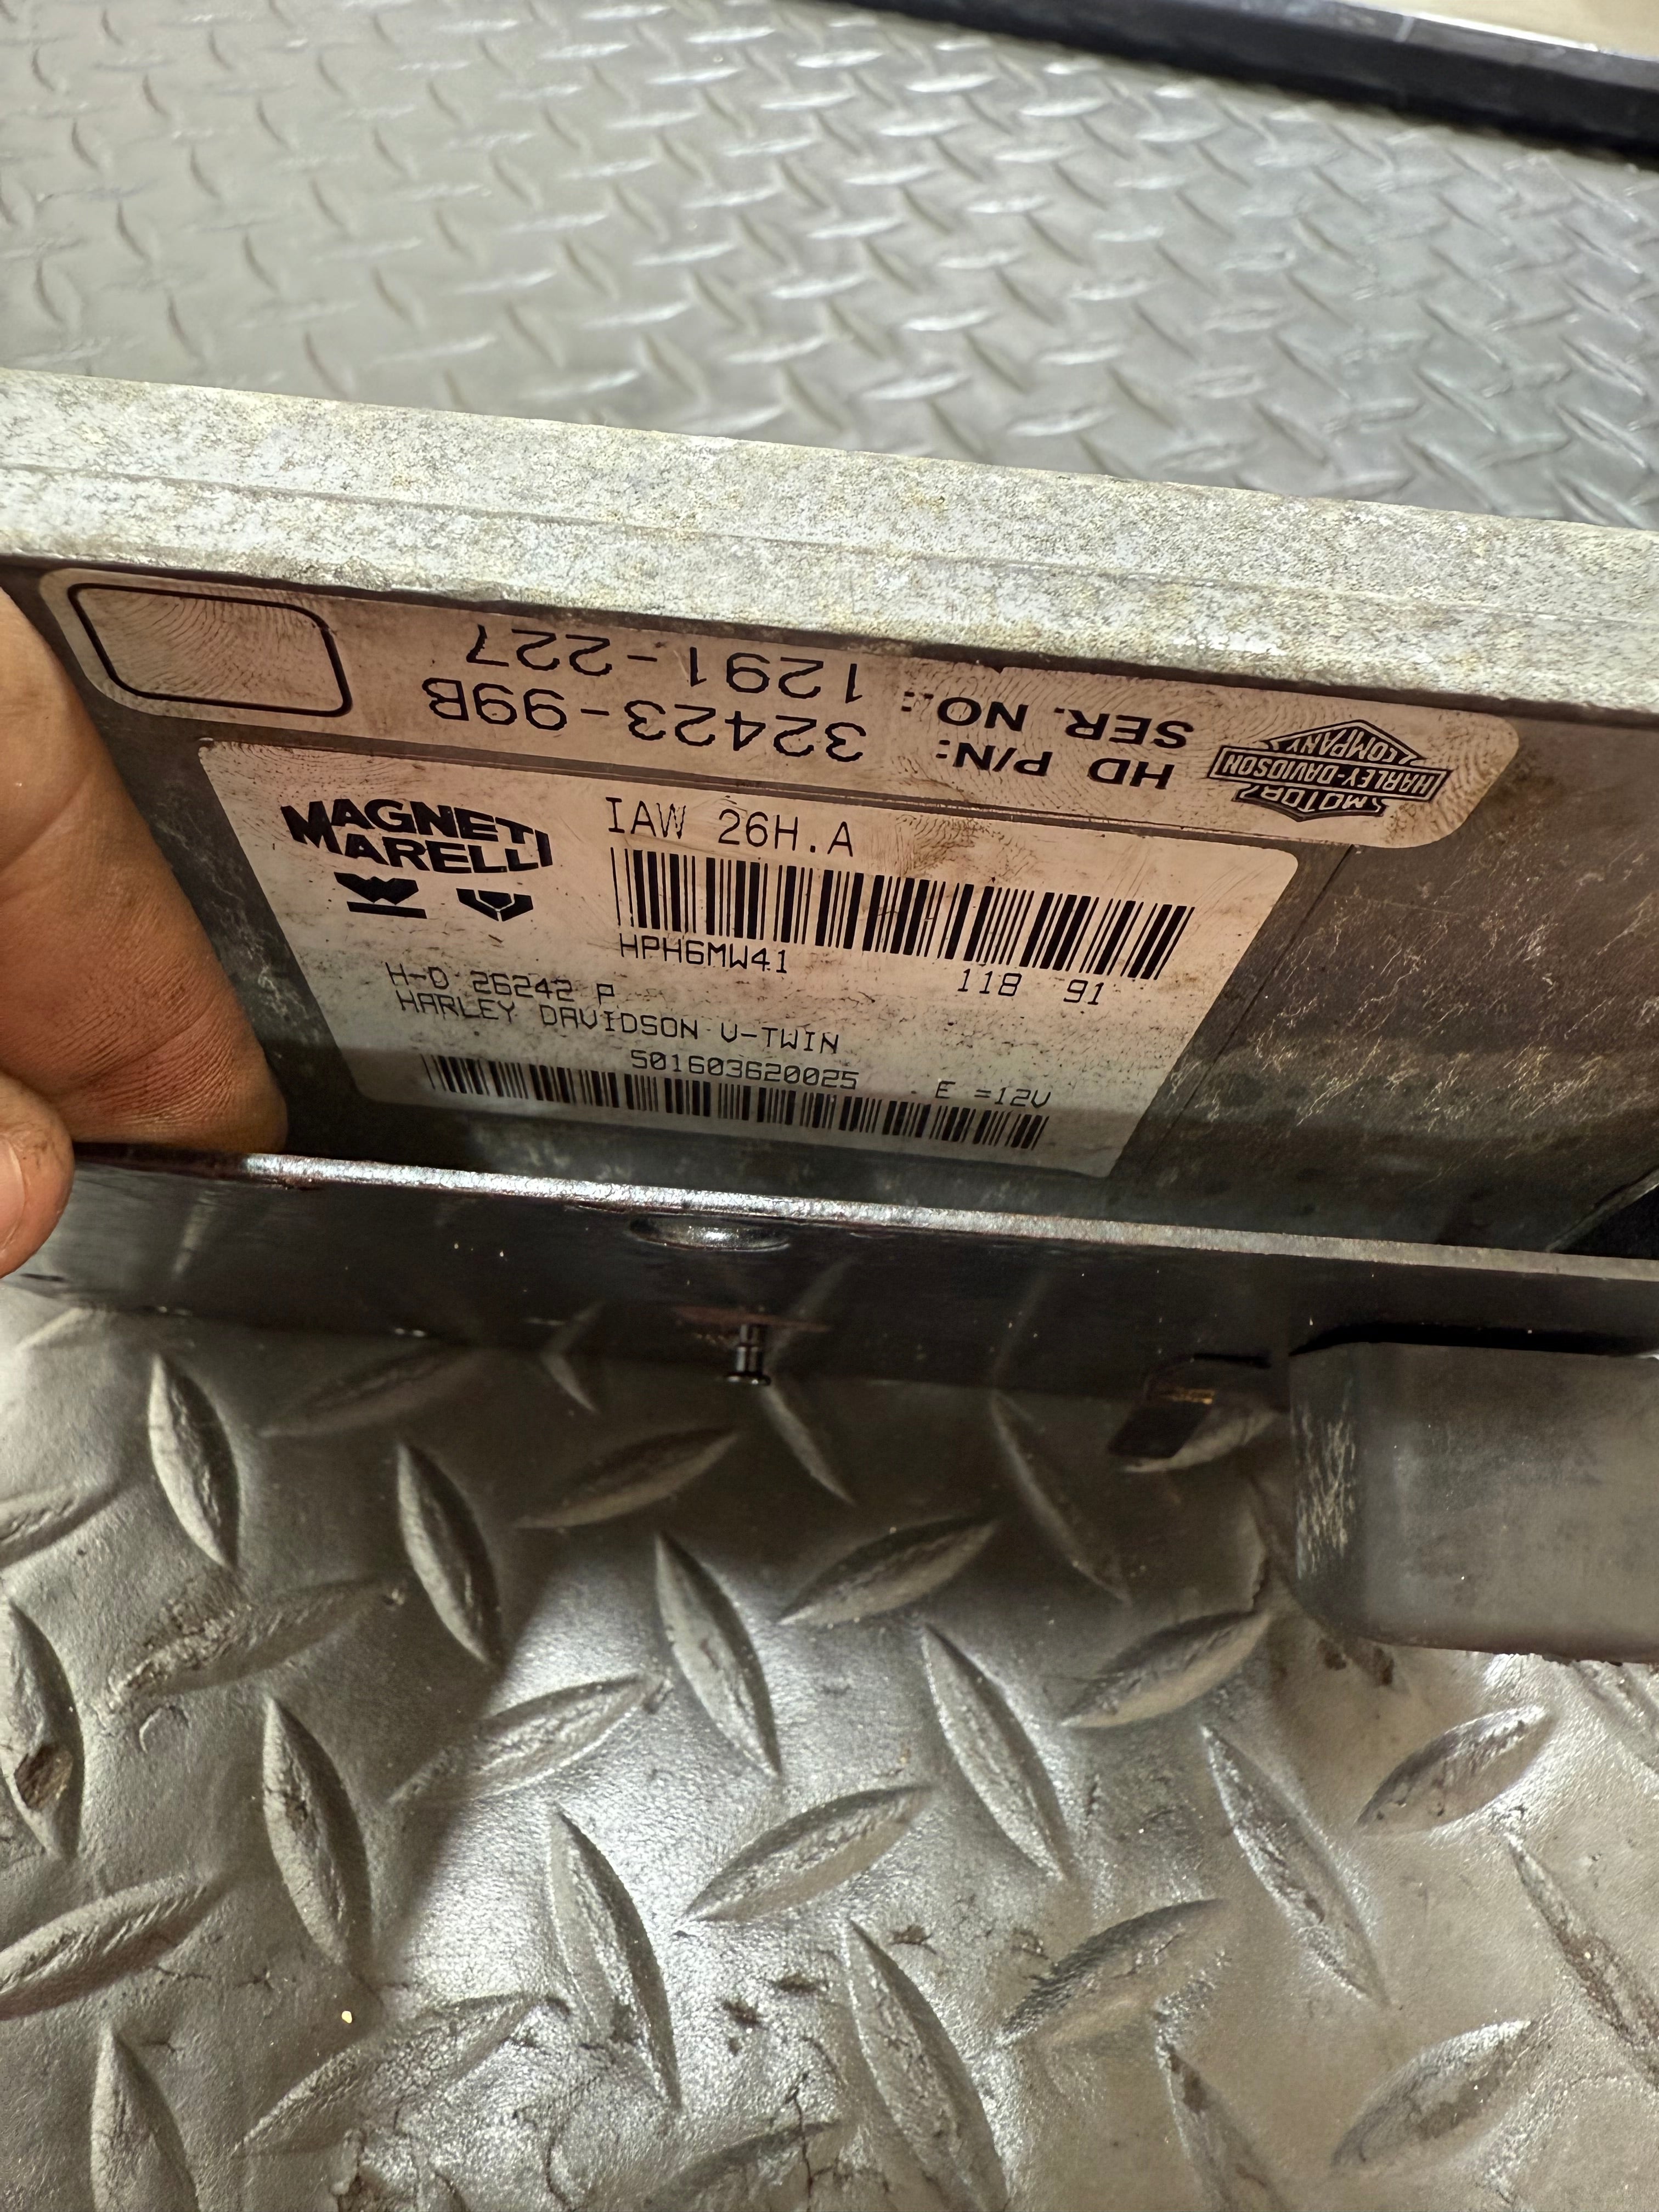 MOTOR
HARLEY-DAVIDSON
COMPANY
HD P/N: 32423-99B
SER. NO.: 1291-227
MAGNETI
MARELLI
IAW 26H.A
HPH6MW41 118 91
H-D 26242 P
HARLEY DAVIDSON V-TWIN
501603620025 E =12V